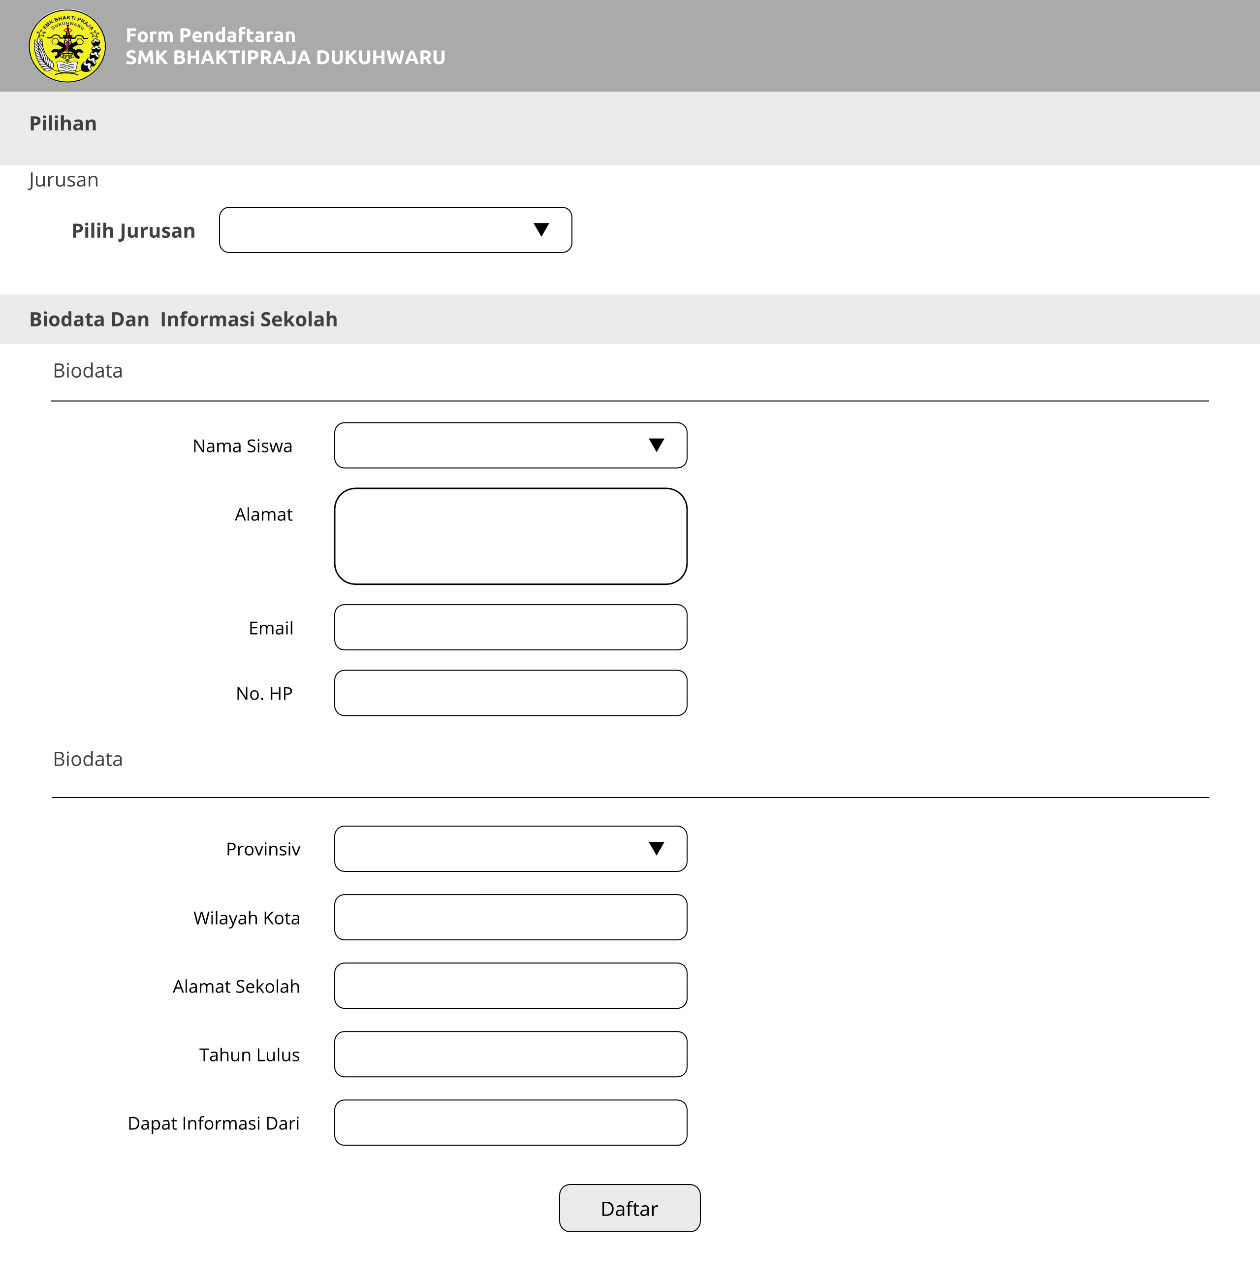 SMK BHAKTI PRAJA
DUKUHWARU
Form Pendaftaran
SMK BHAKTIPRAJA DUKUHWARU
Pilihan
Jurusan
Pilih Jurusan
Biodata Dan Informasi Sekolah
Biodata
Nama Siswa
Alamat
Email
No. HP
Biodata
Provinsiv
Wilayah Kota
Alamat Sekolah
Tahun Lulus
Dapat Informasi Dari
Daftar